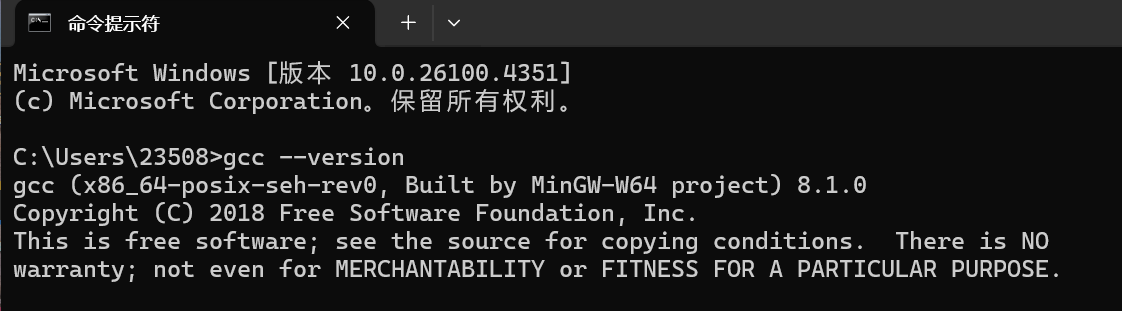 命令提示符
Microsoft Windows [版本 10.0.26100.4351]
(c) Microsoft Corporation。保留所有权利。
C:\Users\23508>gcc --version
gcc (x86_64-posix-seh-rev0, Built by MinGW-W64 project) 8.1.0
Copyright (C) 2018 Free Software Foundation, Inc.
This is free software; see the source for copying conditions.  There is NO
warranty; not even for MERCHANTABILITY or FITNESS FOR A PARTICULAR PURPOSE.